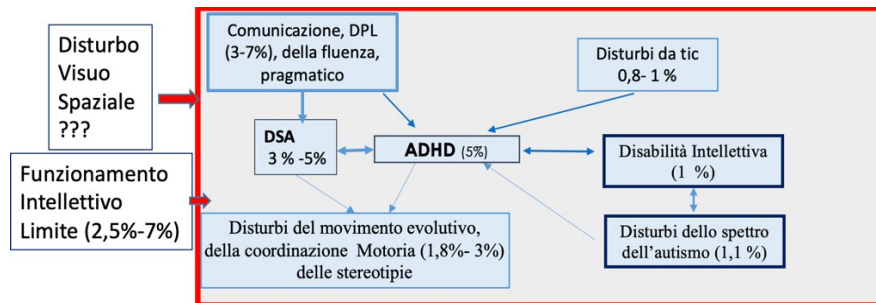 Disturbo
Visuo
Spaziale
???
Funzionamento
Intellettivo
Limite (2,5%-7%)
Comunicazione, DPL
(3-7%), della fluenza,
pragmatico
Disturbi da tic
0,8- 1 %
DSA
3 % -5%
ADHD (5%)
Disabilità Intellettiva
(1 %)
Disturbi del movimento evolutivo,
della coordinazione Motoria (1,8%- 3%)
delle stereotipie
Disturbi dello spettro
dell'autismo (1,1 %)